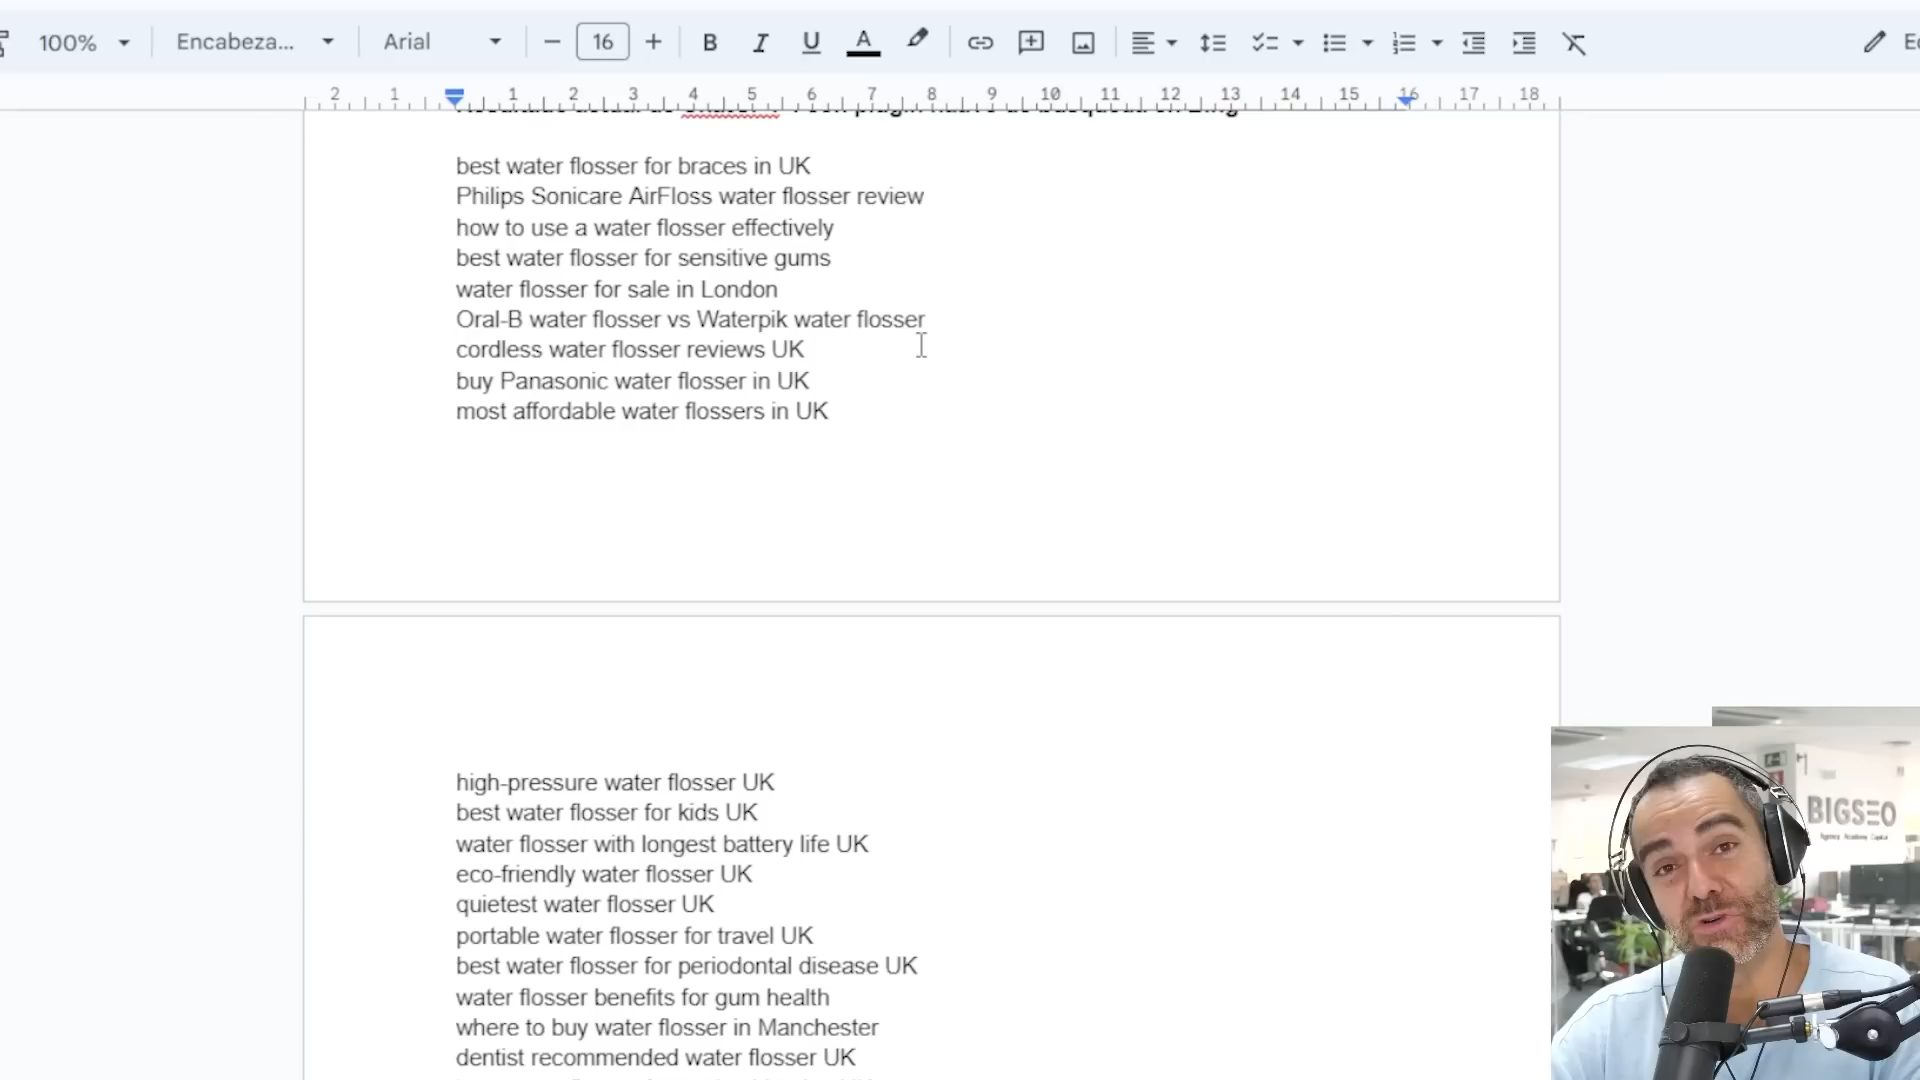 100%
Encabeza...
Arial
16
B
I
U
A
2 1 1 2 3 4 5 6 7 8 9 10 11 12 13 14 15 16 17 18
best water flosser for braces in UK
Philips Sonicare AirFloss water flosser review
how to use a water flosser effectively
best water flosser for sensitive gums
water flosser for sale in London
Oral-B water flosser vs Waterpik water flosser
cordless water flosser reviews UK
buy Panasonic water flosser in UK
most affordable water flossers in UK
high-pressure water flosser UK
best water flosser for kids UK
water flosser with longest battery life UK
eco-friendly water flosser UK
quietest water flosser UK
portable water flosser for travel UK
best water flosser for periodontal disease UK
water flosser benefits for gum health
where to buy water flosser in Manchester
dentist recommended water flosser UK
BIGSEO
Agency Academy Capital